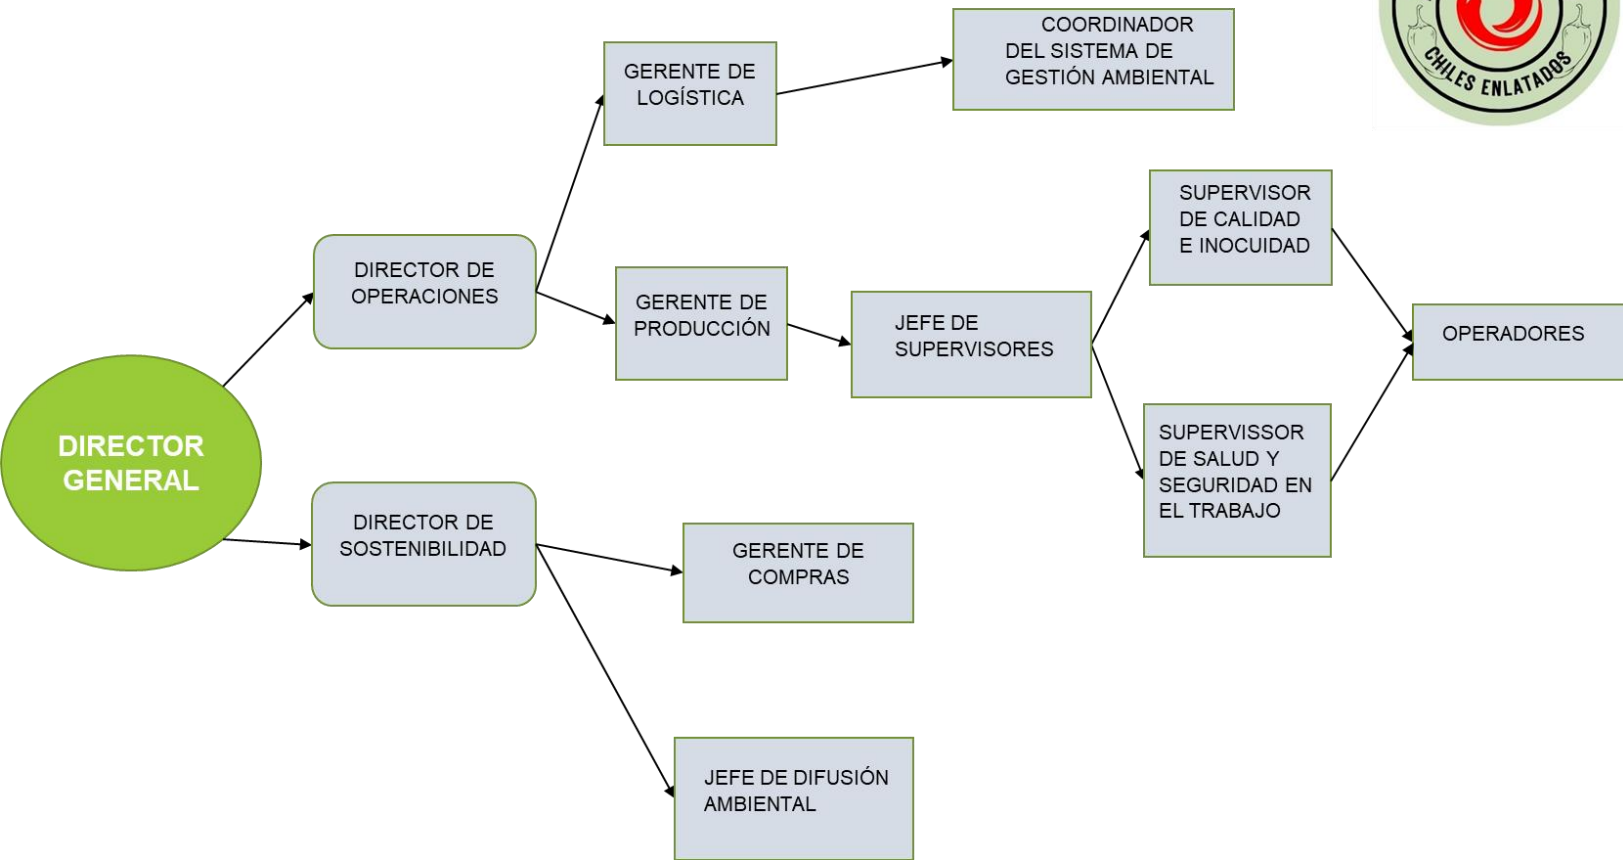 COORDINADOR
DEL SISTEMA DE
GESTIÓN AMBIENTAL
GERENTE DE
LOGÍSTICA
CHILES ENLATADOS
SUPERVISOR
DE CALIDAD
E INOCUIDAD
DIRECTOR DE
OPERACIONES
GERENTE DE
PRODUCCIÓN
JEFE DE
SUPERVISORES
OPERADORES
DIRECTOR
GENERAL
SUPERVISSOR
DE SALUD Y
SEGURIDAD EN
EL TRABAJO
DIRECTOR DE
SOSTENIBILIDAD
GERENTE DE
COMPRAS
JEFE DE DIFUSIÓN
AMBIENTAL